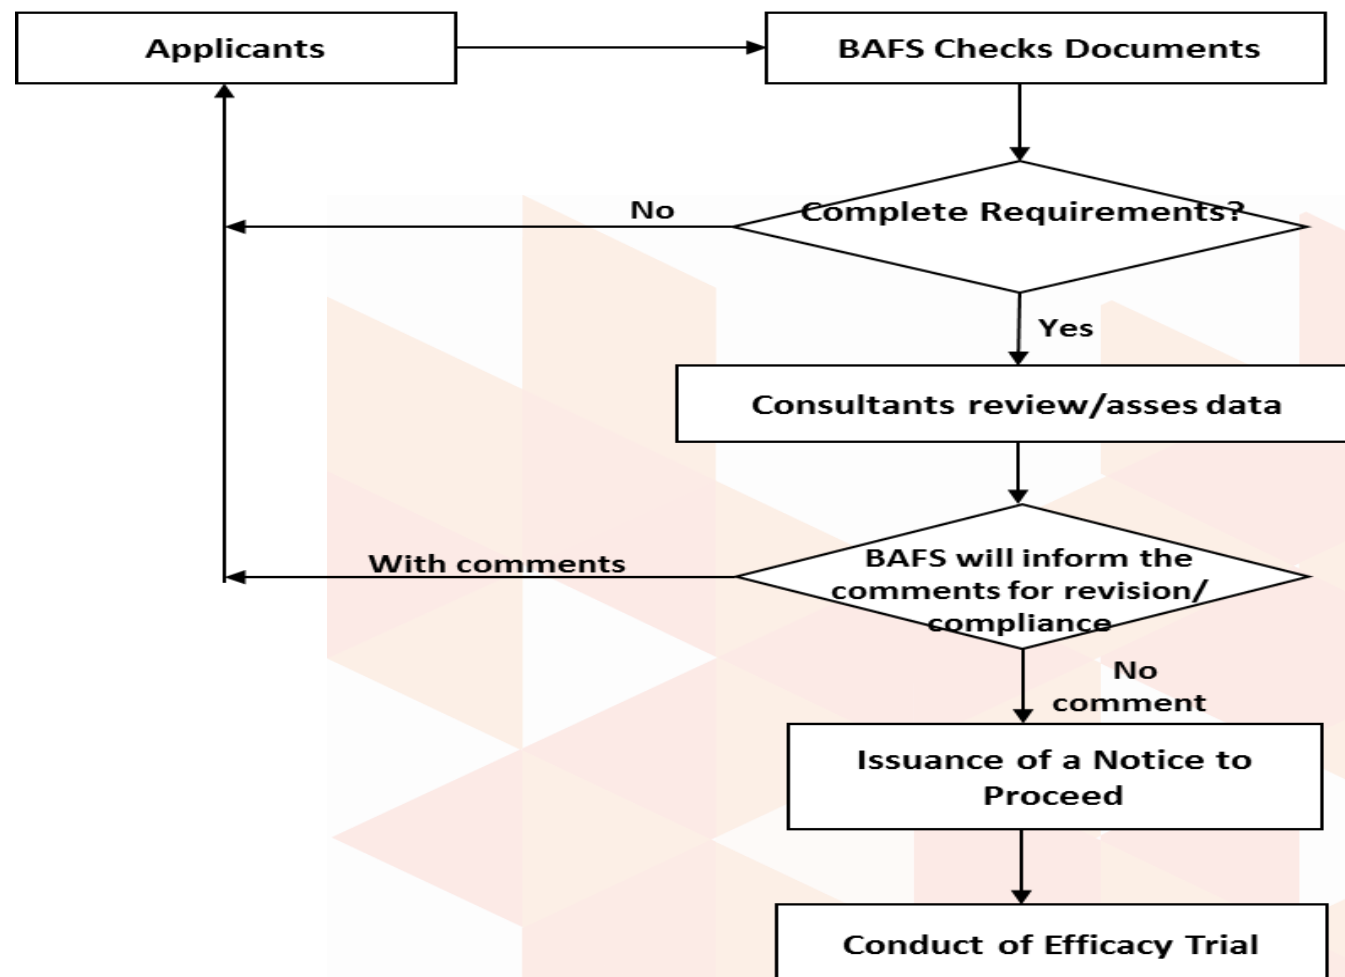 Applicants
BAFS Checks Documents
Complete Requirements?
No
Yes
Consultants review/asses data
BAFS will inform the
comments for revision/
compliance
With comments
No
comment
Issuance of a Notice to
Proceed
Conduct of Efficacy Trial